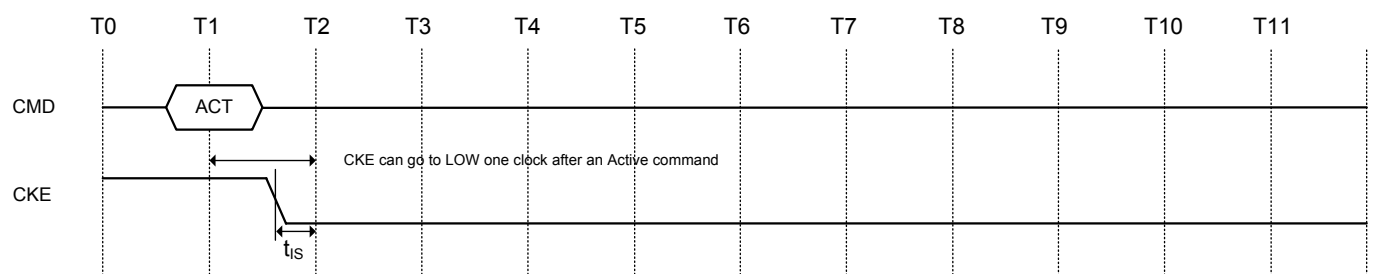 T0 T1 T2 T3 T4 T5 T6 T7 T8 T9 T10 T11
CMD ACT
CKE can go to LOW one clock after an Active command
CKE
tIS